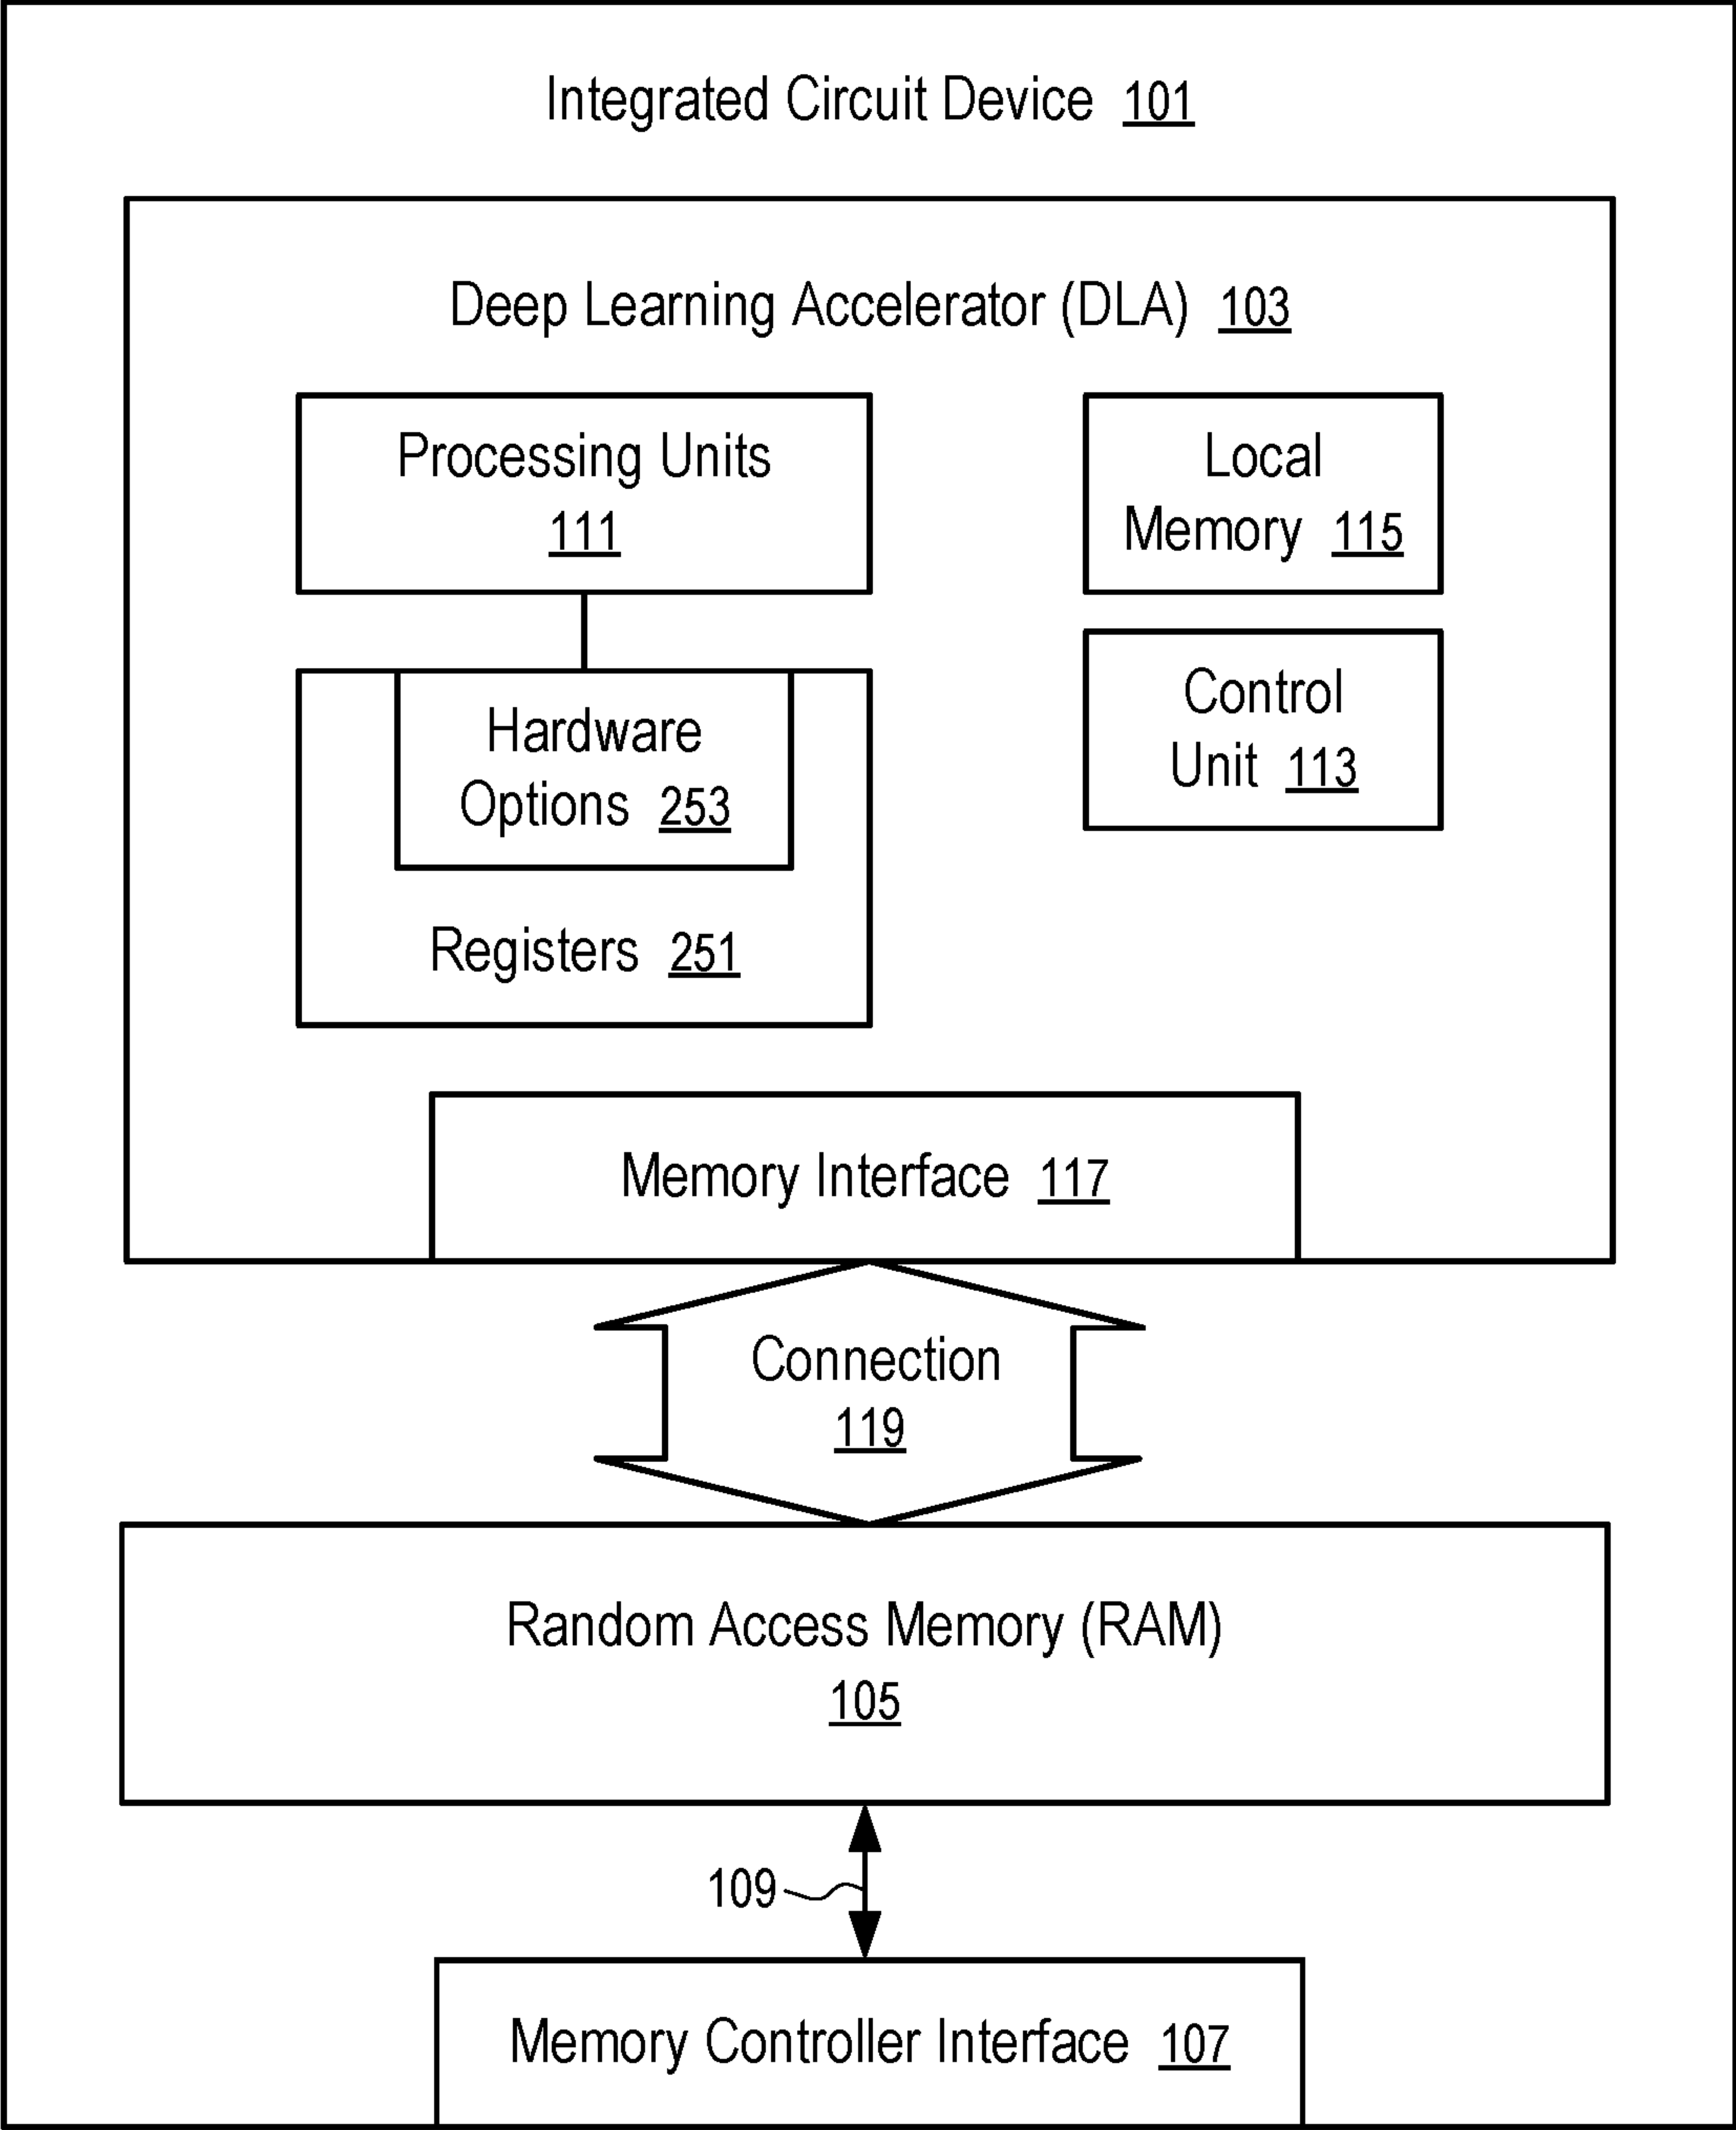 Integrated Circuit Device 101
Deep Learning Accelerator (DLA) 103
Processing Units
111
Local
Memory 115
Hardware
Options 253
Control
Unit 113
Registers 251
Memory Interface 117
Connection
119
Random Access Memory (RAM)
105
109
Memory Controller Interface 107